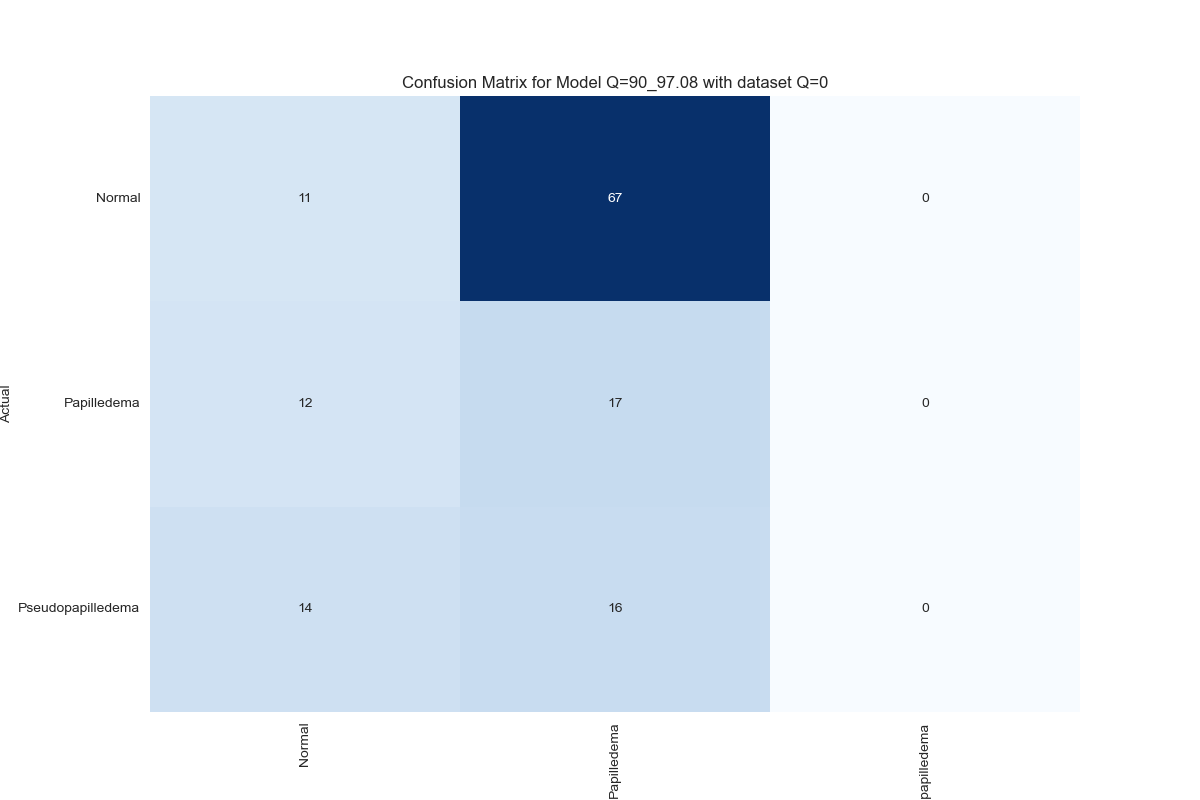 Confusion Matrix for Model Q=90_97.08 with dataset Q=0
Normal 11 67 0
Papilledema 12 17 0
Pseudopapilledema 14 16 0
Actual
Normal
Papilledema
papilledema